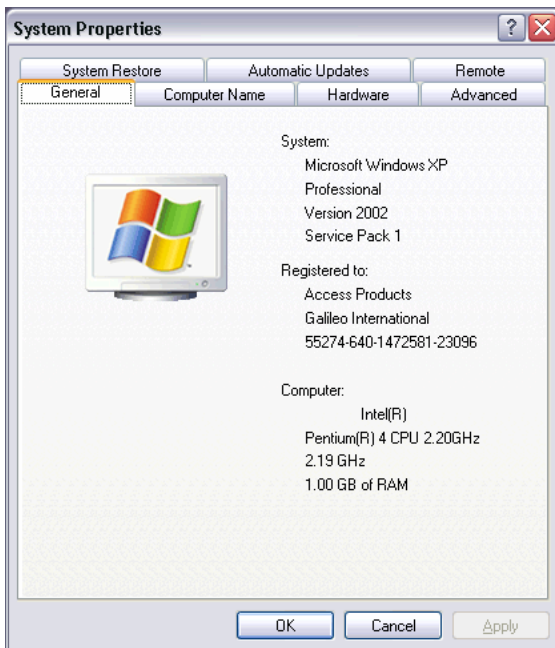 System Properties
?
System Restore Automatic Updates Remote
General Computer Name Hardware Advanced
System:
Microsoft Windows XP
Professional
Version 2002
Service Pack 1
Registered to:
Access Products
Galileo International
55274-640-1472581-23096
Computer:
Intel(R)
Pentium(R) 4 CPU 2.20GHz
2.19 GHz
1.00 GB of RAM
OK Cancel Apply